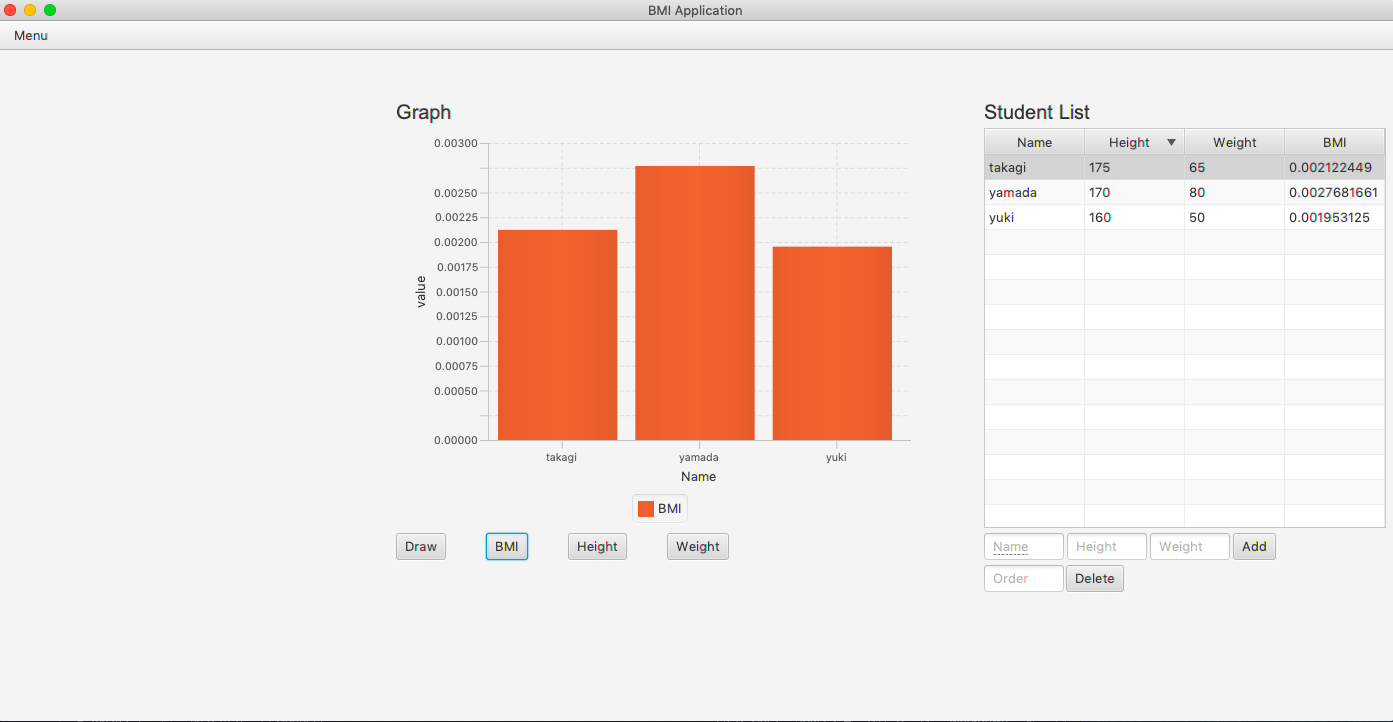 BMI Application
Menu
Graph
0.00300
0.00250
0.00225
0.00200
0.00175
0.00150
0.00125
0.00100
0.00075
0.00050
0.00000
value
takagi yamada yuki
Name
BMI
Draw BMI Height Weight
Student List
Name Height Weight BMI
takagi 175 65 0.002122449
yamada 170 80 0.0027681661
yuki 160 50 0.001953125
Name Height Weight Add
Order Delete